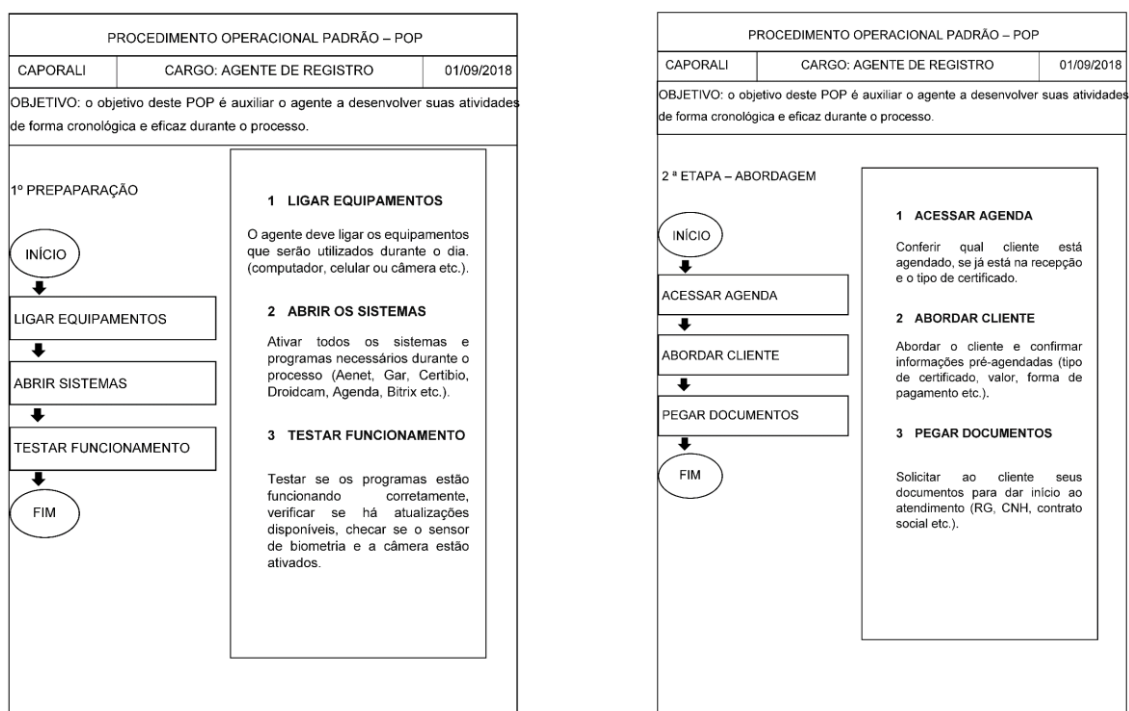 PROCEDIMENTO OPERACIONAL PADRÃO – POP
CAPORALI
CARGO: AGENTE DE REGISTRO
01/09/2018
OBJETIVO: o objetivo deste POP é auxiliar o agente a desenvolver suas atividades
de forma cronológica e eficaz durante o processo.
1º PREPAPARAÇÃO
INÍCIO
LIGAR EQUIPAMENTOS
ABRIR SISTEMAS
TESTAR FUNCIONAMENTO
FIM
1 LIGAR EQUIPAMENTOS
O agente deve ligar os equipamentos
que serão utilizados durante o dia.
(computador, celular ou câmera etc.).
2 ABRIR OS SISTEMAS
Ativar todos os sistemas e
programas necessários durante o
processo (Aenet, Gar, Certibio,
Droidcam, Agenda, Bitrix etc.).
3 TESTAR FUNCIONAMENTO
Testar se os programas estão
funcionando corretamente,
verificar se há atualizações
disponíveis, checar se o sensor
de biometria e a câmera estão
ativados.
PROCEDIMENTO OPERACIONAL PADRÃO – POP
CAPORALI
CARGO: AGENTE DE REGISTRO
01/09/2018
OBJETIVO: o objetivo deste POP é auxiliar o agente a desenvolver suas atividades
de forma cronológica e eficaz durante o processo.
2 ª ETAPA – ABORDAGEM
INÍCIO
ACESSAR AGENDA
ABORDAR CLIENTE
PEGAR DOCUMENTOS
FIM
1 ACESSAR AGENDA
Conferir qual cliente está
agendado, se já está na recepção
e o tipo de certificado.
2 ABORDAR CLIENTE
Abordar o cliente e confirmar
informações pré-agendadas (tipo
de certificado, valor, forma de
pagamento etc.).
3 PEGAR DOCUMENTOS
Solicitar ao cliente seus
documentos para dar início ao
atendimento (RG, CNH, contrato
social etc.).